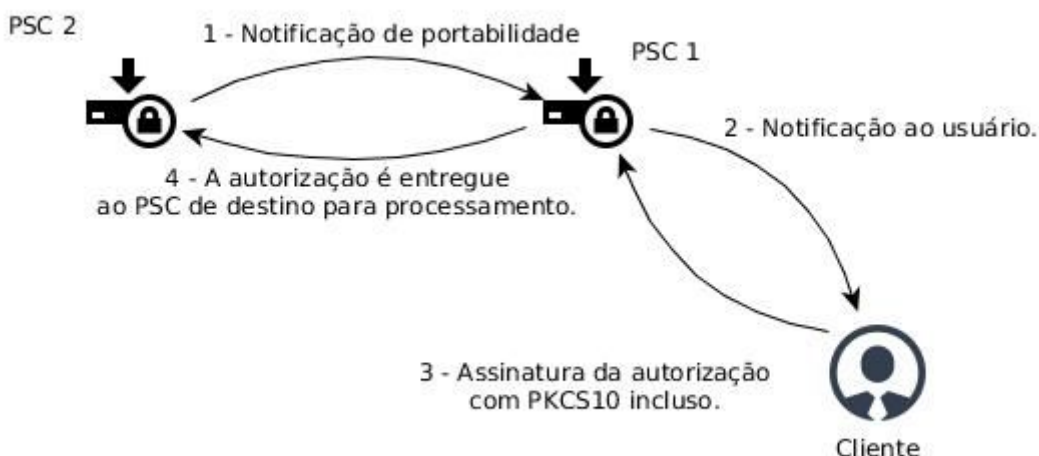 PSC 2
1 - Notificação de portabilidade
PSC 1
2 - Notificação ao usuário.
4 - A autorização é entregue
ao PSC de destino para processamento.
3 - Assinatura da autorização
com PKCS10 incluso.
Cliente